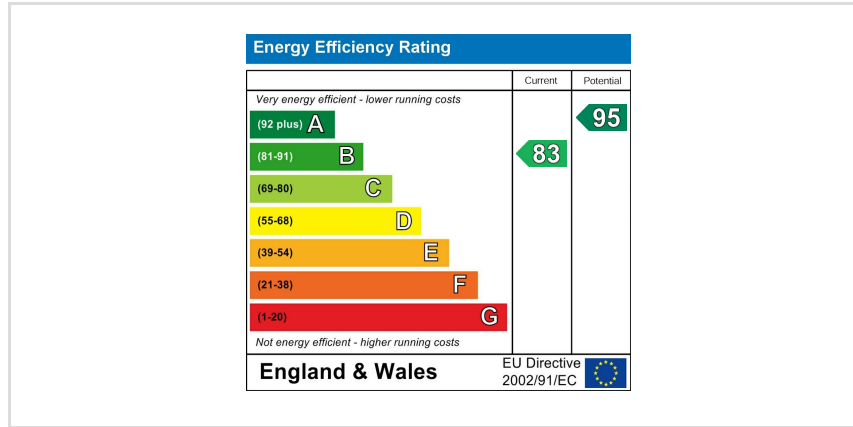 Energy Efficiency Rating
Current Potential
Very energy efficient - lower running costs
(92 plus) A
95
(81-91) B
83
(69-80) C
(55-68) D
(39-54) E
(21-38) F
(1-20) G
Not energy efficient - higher running costs
England & Wales
EU Directive
2002/91/EC